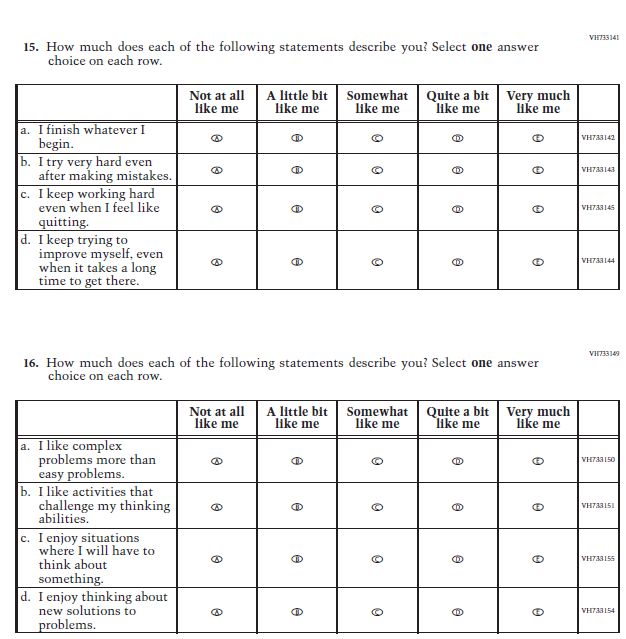 VH733141
15. How much does each of the following statements describe you? Select one answer
choice on each row.
Not at all like me A little bit like me Somewhat like me Quite a bit like me Very much like me
a. I finish whatever I
begin.
A B C D E VH733142
b. I try very hard even
after making mistakes.
A B C D E VH733143
c. I keep working hard
even when I feel like
quitting.
A B C D E VH733145
d. I keep trying to
improve myself, even
when it takes a long
time to get there.
A B C D E VH733144
VH733149
16. How much does each of the following statements describe you? Select one answer
choice on each row.
Not at all like me A little bit like me Somewhat like me Quite a bit like me Very much like me
a. I like complex
problems more than
easy problems.
A B C D E VH733150
b. I like activities that
challenge my thinking
abilities.
A B C D E VH733151
c. I enjoy situations
where I will have to
think about
something.
A B C D E VH733155
d. I enjoy thinking about
new solutions to
problems.
A B C D E VH733154